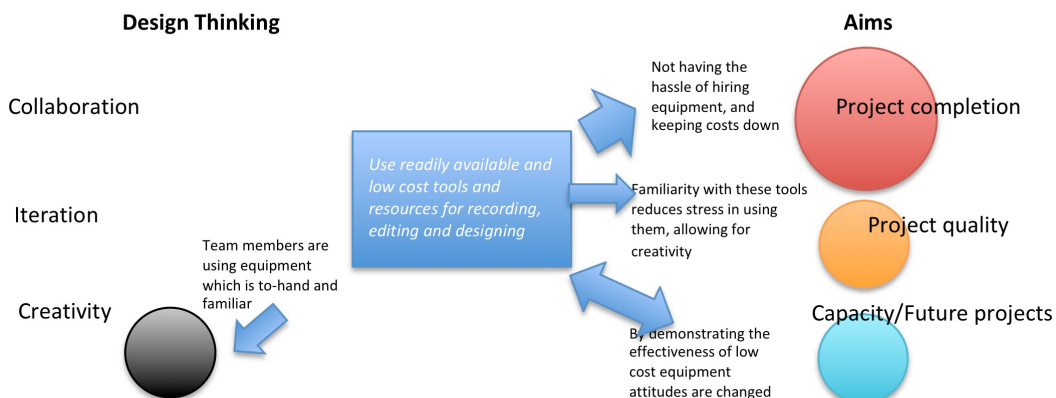 Design Thinking
Aims
Collaboration
Iteration
Creativity
Team members are
using equipment
which is to-hand and
familiar
Use readily available and
low cost tools and
resources for recording,
editing and designing
Not having the
hassle of hiring
equipment, and
keeping costs down
Familiarity with these tools
reduces stress in using
them, allowing for
creativity
By demonstrating the
effectiveness of low
cost equipment
attitudes are changed
Project completion
Project quality
Capacity/Future projects